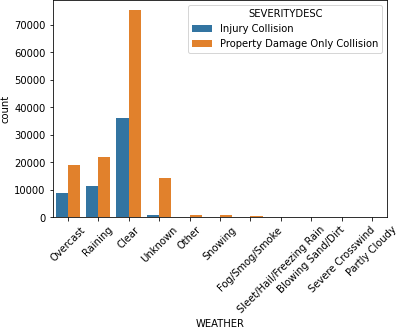 SEVERITYDESC
Injury Collision
Property Damage Only Collision
70000
60000
50000
40000
30000
20000
10000
0
count
Overcast
Raining
Clear
Unknown
Other
Snowing
Fog/Smog/Smoke
Sleet/Hail/Freezing Rain
Blowing Sand/Dirt
Severe Crosswind
Partly Cloudy
WEATHER